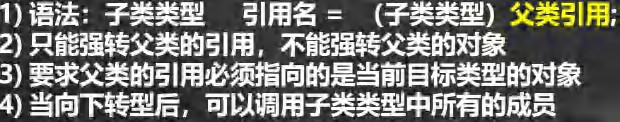 1) 语法：子类类型 引用名 = （子类类型）父类引用;
2) 只能强转父类的引用，不能强转父类的对象
3) 要求父类的引用必须指向的是当前目标类型的对象
4) 当向下转型后，可以调用子类类型中所有的成员